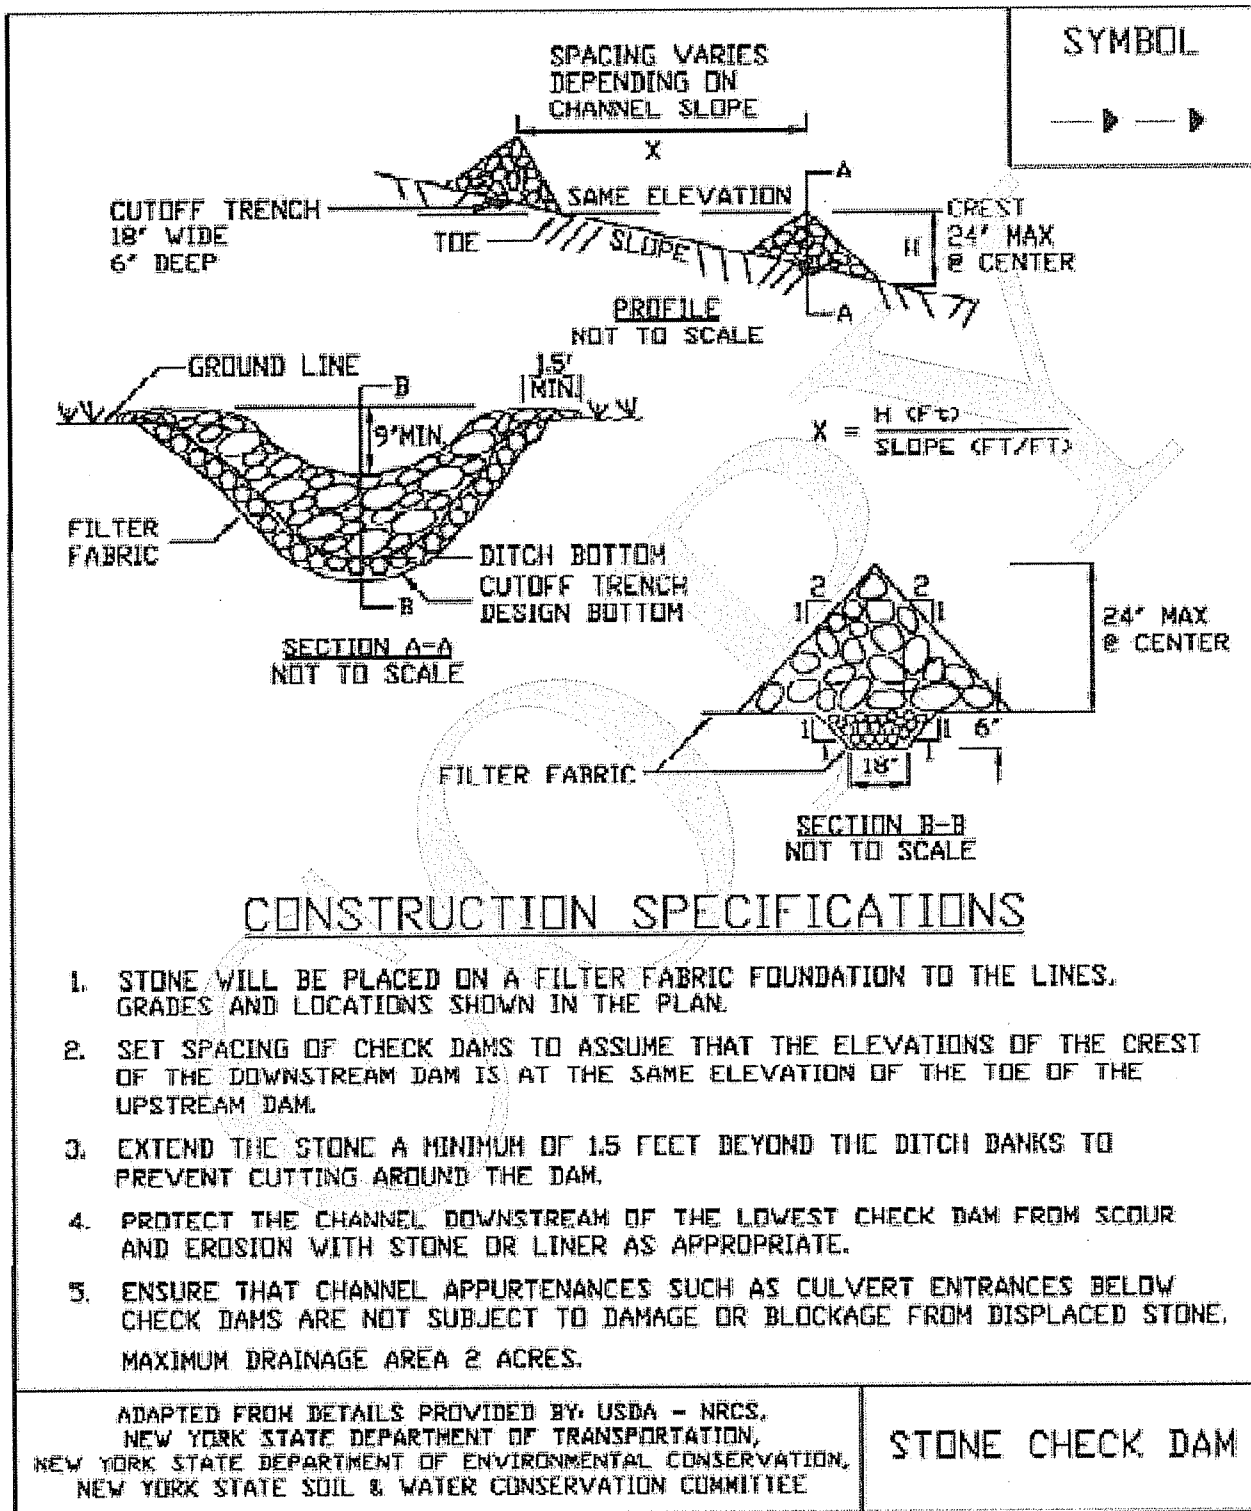 SYMBOL
SPACING VARIES
DEPENDING ON
CHANNEL SLOPE
X
A
CUTOFF TRENCH
18" WIDE
6" DEEP
SAME ELEVATION
TOE
SLOPE
H
CREST
24" MAX
@ CENTER
A
PROFILE
NOT TO SCALE
GROUND LINE
B
1.5'
MIN.
9"MIN.
X = H (Ft)
SLOPE (FT/FT)
FILTER
FABRIC
DITCH BOTTOM
CUTOFF TRENCH
DESIGN BOTTOM
B
SECTION A-A
NOT TO SCALE
2 2
1 1
24" MAX
@ CENTER
1 1 6"
1 1
18"
FILTER FABRIC
SECTION B-B
NOT TO SCALE
CONSTRUCTION SPECIFICATIONS
1. STONE WILL BE PLACED ON A FILTER FABRIC FOUNDATION TO THE LINES,
GRADES AND LOCATIONS SHOWN IN THE PLAN.
2. SET SPACING OF CHECK DAMS TO ASSUME THAT THE ELEVATIONS OF THE CREST
OF THE DOWNSTREAM DAM IS AT THE SAME ELEVATION OF THE TOE OF THE
UPSTREAM DAM.
3. EXTEND THE STONE A MINIMUM OF 1.5 FEET BEYOND THE DITCH BANKS TO
PREVENT CUTTING AROUND THE DAM.
4. PROTECT THE CHANNEL DOWNSTREAM OF THE LOWEST CHECK DAM FROM SCOUR
AND EROSION WITH STONE OR LINER AS APPROPRIATE.
5. ENSURE THAT CHANNEL APPURTENANCES SUCH AS CULVERT ENTRANCES BELOW
CHECK DAMS ARE NOT SUBJECT TO DAMAGE OR BLOCKAGE FROM DISPLACED STONE.
MAXIMUM DRAINAGE AREA 2 ACRES.
ADAPTED FROM DETAILS PROVIDED BY: USDA - NRCS,
NEW YORK STATE DEPARTMENT OF TRANSPORTATION,
NEW YORK STATE DEPARTMENT OF ENVIRONMENTAL CONSERVATION,
NEW YORK STATE SOIL & WATER CONSERVATION COMMITTEE
STONE CHECK DAM
COPY